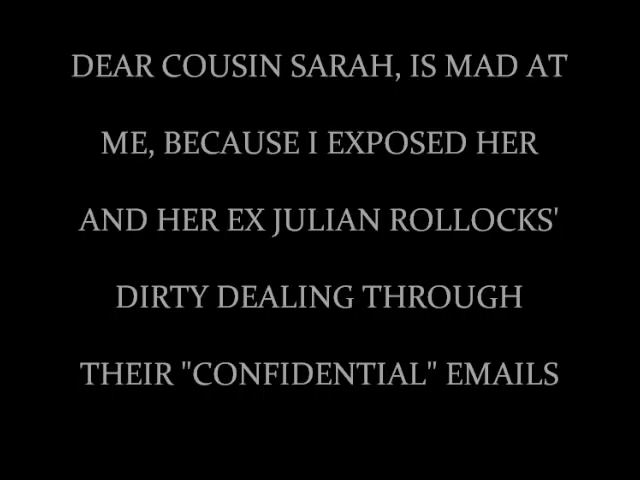 DEAR COUSIN SARAH, IS MAD AT
ME, BECAUSE I EXPOSED HER
AND HER EX JULIAN ROLLOCKS'
DIRTY DEALING THROUGH
THEIR "CONFIDENTIAL" EMAILS